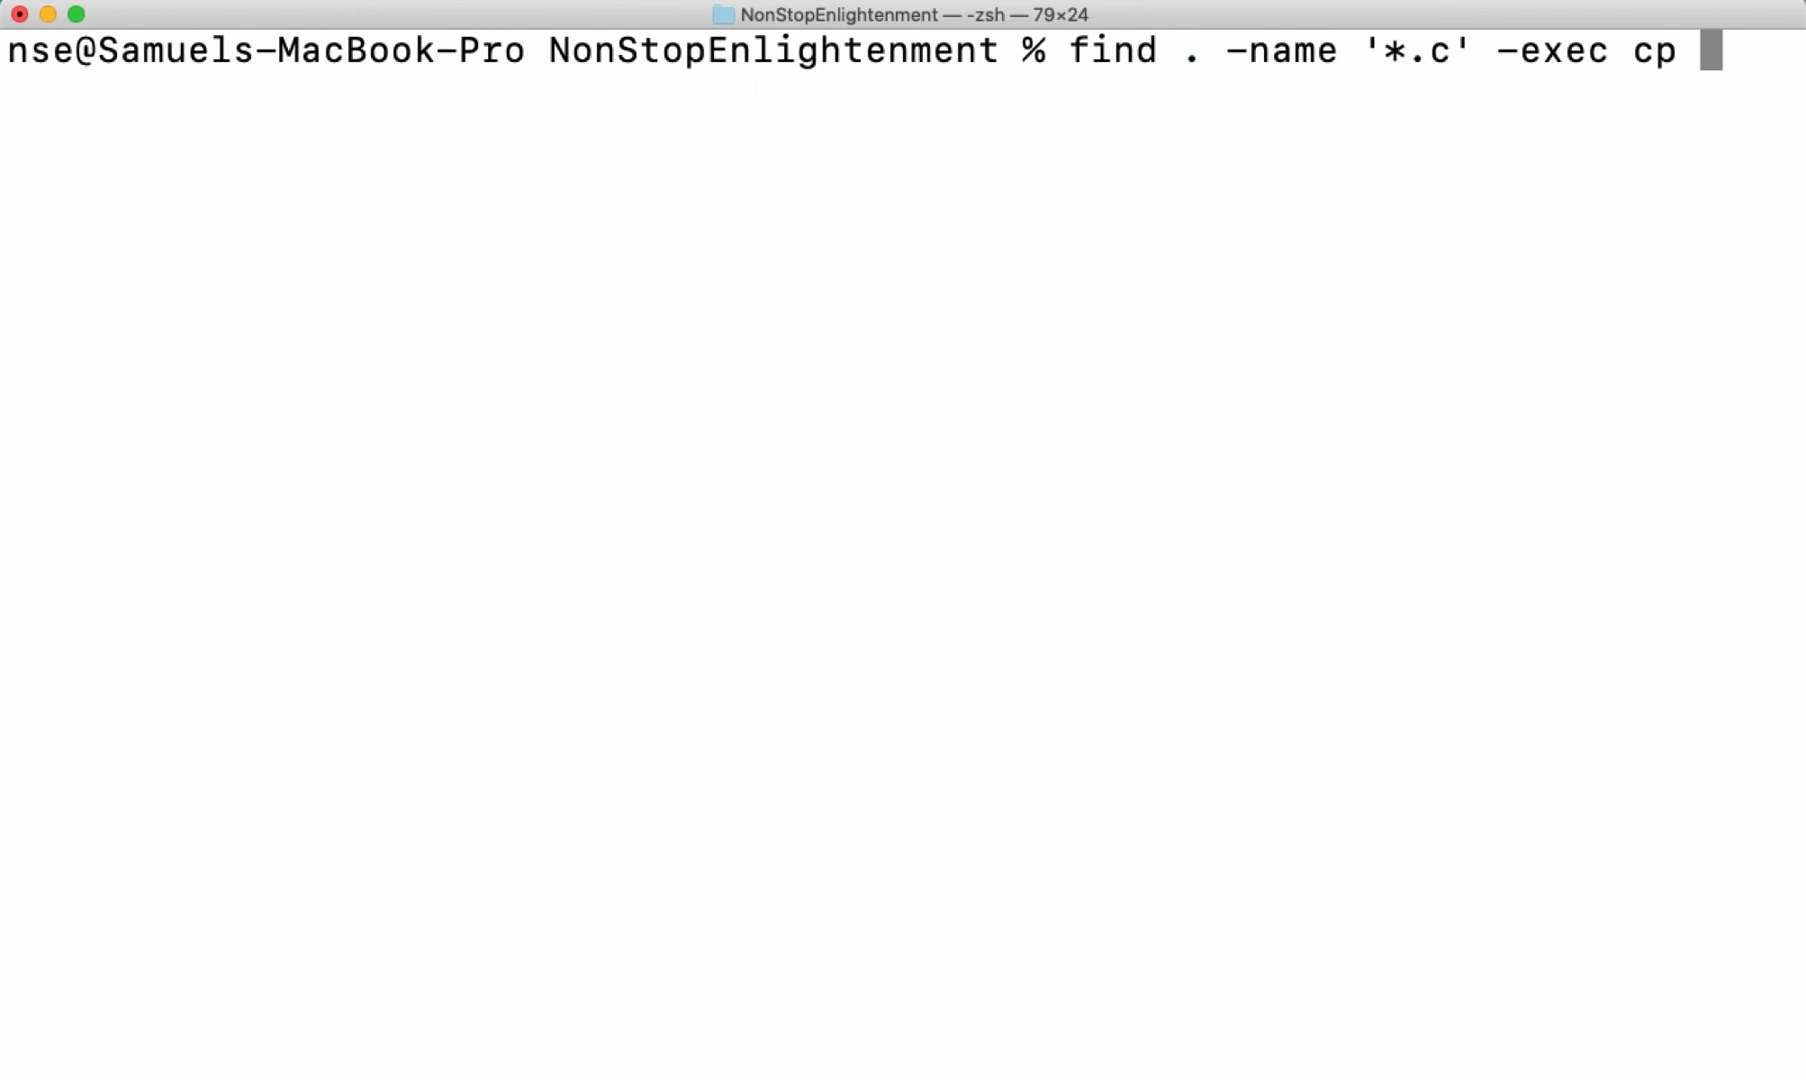 NonStopEnlightenment — -zsh — 79×24
nse@Samuels-MacBook-Pro NonStopEnlightenment % find . -name '*.c' -exec cp